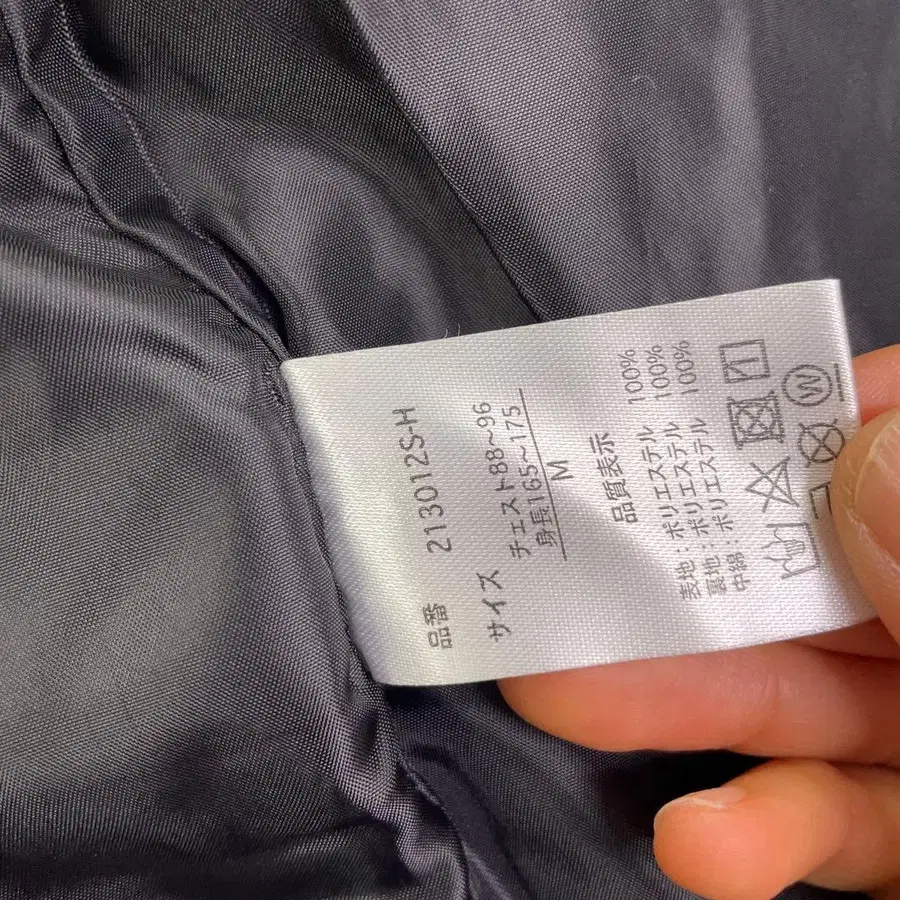 品番 213012S-H
サイズ チェスト88～96
身長165～175
M
品質表示
表地：ポリエステル 100%
裏地：ポリエステル 100%
中綿：ポリエステル 100%
W